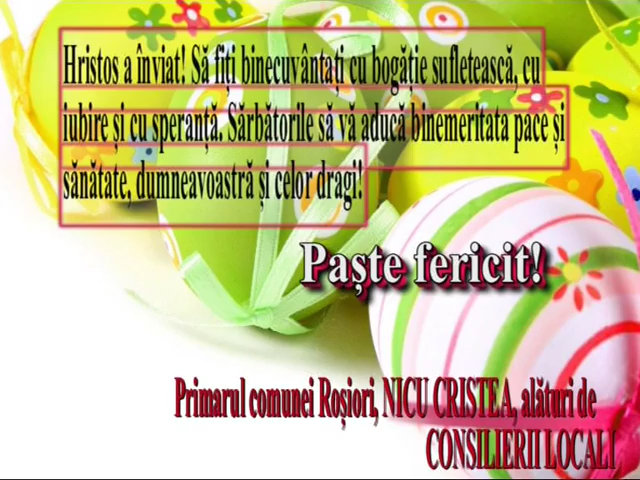 Hristos a înviat! Să fiți binecuvântati cu bogăție sufletească, cu
iubire și cu speranță. Sărbătorile să vă aducă binemeritata pace și
sănătate, dumneavoastră și celor dragi!
Paște fericit!
Primarul comunei Roșiori, NICU CRISTEA, alături de
CONSILIERII LOCALI